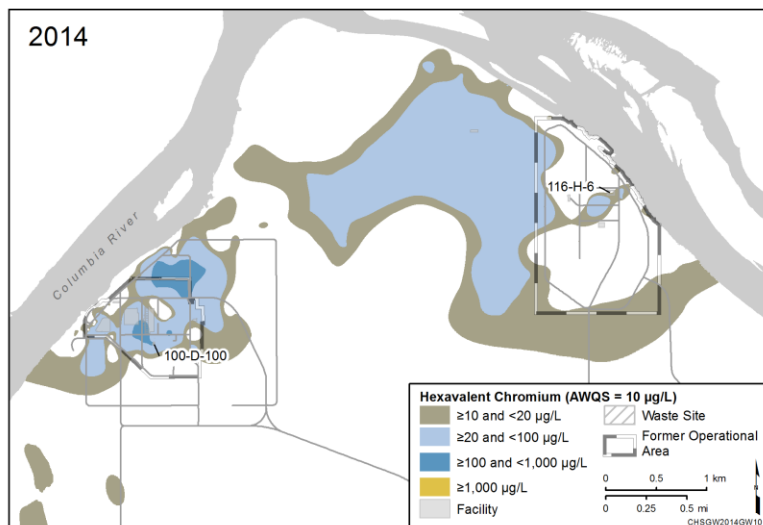 2014
116-H-6
Columbia River
100-D-100
Hexavalent Chromium (AWQS = 10 µg/L)
≥10 and <20 µg/L
≥20 and <100 µg/L
≥100 and <1,000 µg/L
≥1,000 µg/L
Facility
Waste Site
Former Operational
Area
0 0.5 1 km
0 0.25 0.5 mi